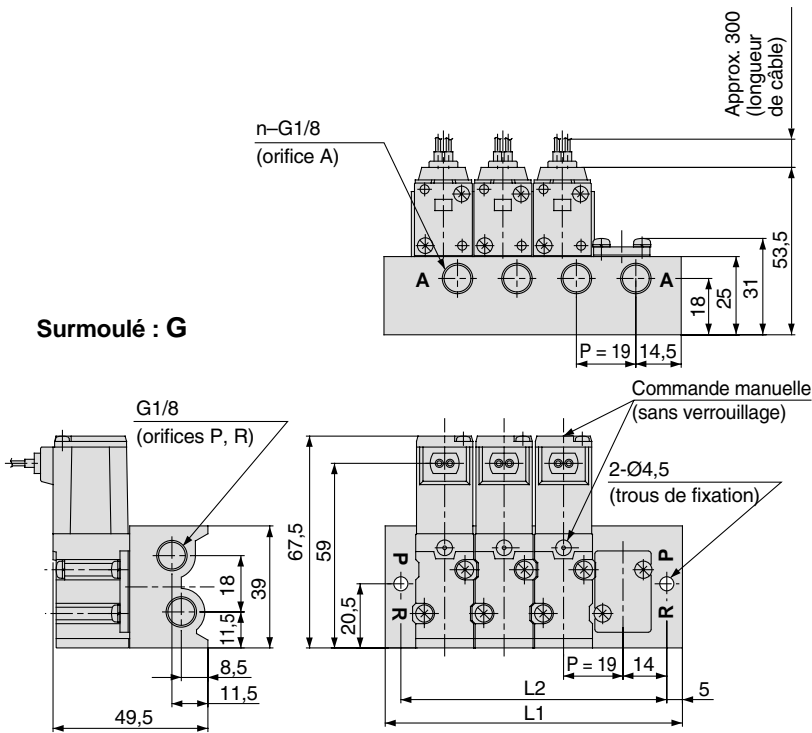 Approx. 300
(longueur
de câble)
n–G1/8
(orifice A)
A
A
18
25
31
53,5
P = 19
14,5
Surmoulé : G
G1/8
(orifices P, R)
Commande manuelle
(sans verrouillage)
2-Ø4,5
(trous de fixation)
67,5
59
20,5
P
R
P
R
18
39
11,5
8,5
11,5
49,5
P = 19
14
5
L2
L1